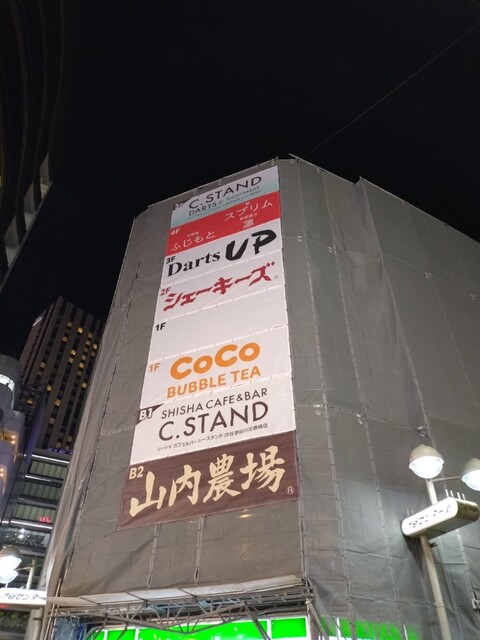 C.STAND
DARTS
4F
スプリム
ふじもと
3F
Darts UP
2F
シェーキーズ
1F
1F
CoCo
BUBBLE TEA
B1
SHISHA CAFE&BAR
C.STAND
B2
山内農場
®